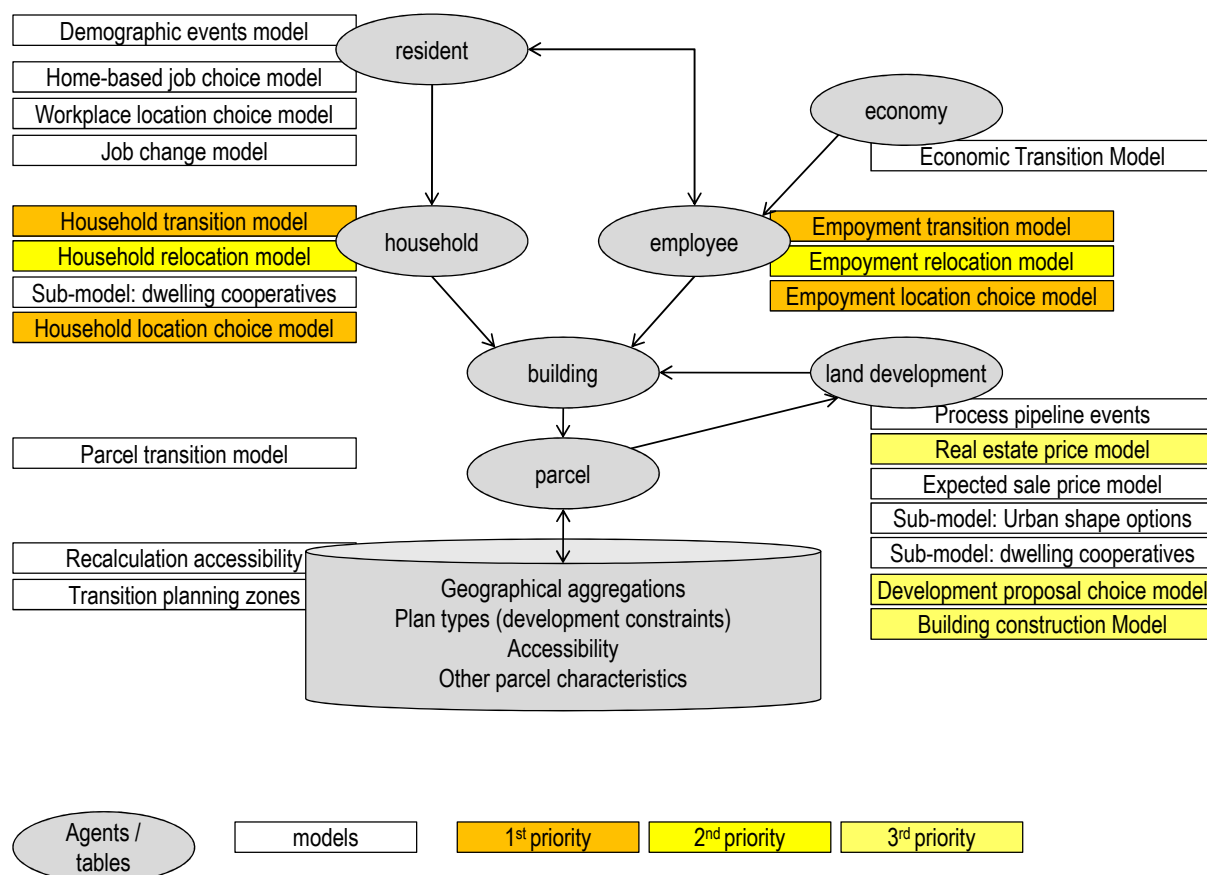 Demographic events model
resident
Home-based job choice model
Workplace location choice model
Job change model
economy
Economic Transition Model
Household transition model
Household relocation model
Sub-model: dwelling cooperatives
Household location choice model
household
employee
Empoyment transition model
Empoyment relocation model
Empoyment location choice model
building
land development
Process pipeline events
Real estate price model
Expected sale price model
Sub-model: Urban shape options
Sub-model: dwelling cooperatives
Development proposal choice model
Building construction Model
Parcel transition model
parcel
Recalculation accessibility
Transition planning zones
Geographical aggregations
Plan types (development constraints)
Accessibility
Other parcel characteristics
Agents /
tables
models
1st priority
2nd priority
3rd priority